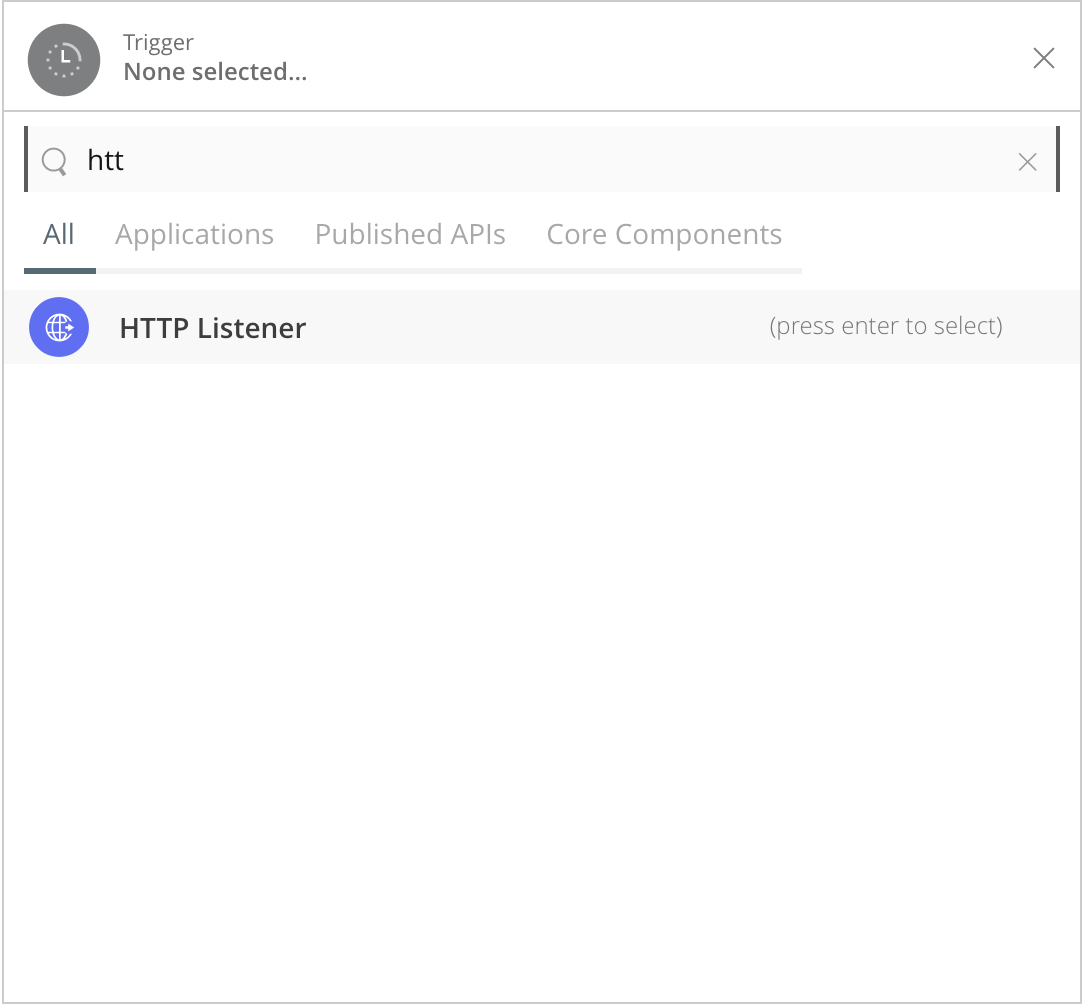 Trigger
None selected...
htt
All Applications Published APIs Core Components
HTTP Listener (press enter to select)